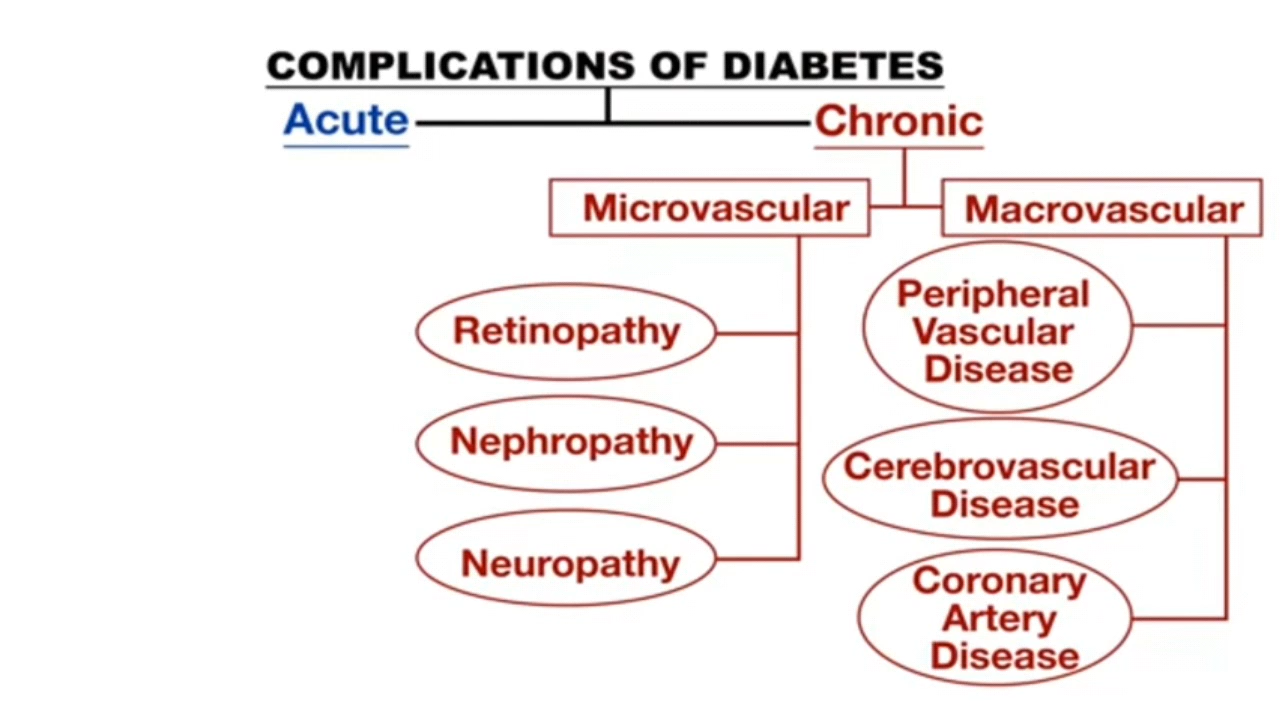 COMPLICATIONS OF DIABETES
Acute
Chronic
Microvascular
Macrovascular
Retinopathy
Nephropathy
Neuropathy
Peripheral
Vascular
Disease
Cerebrovascular
Disease
Coronary
Artery
Disease